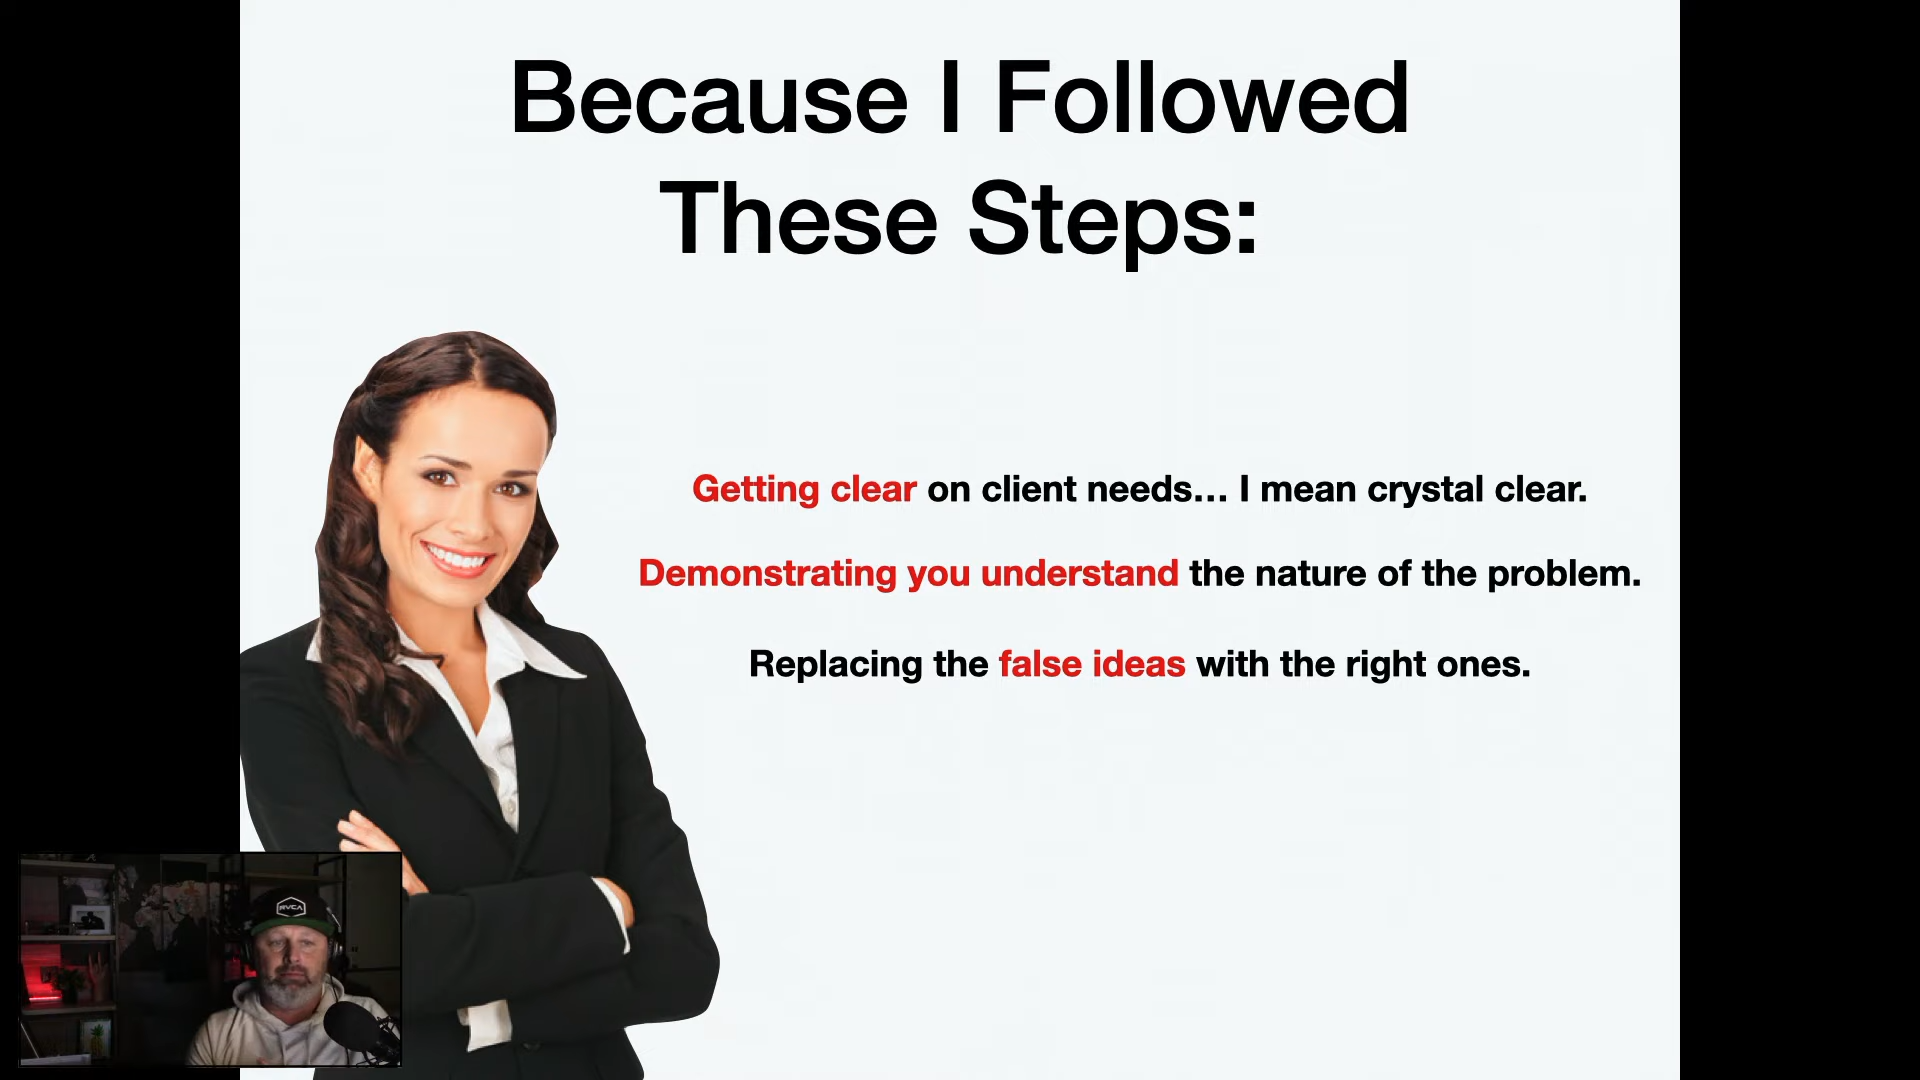 Because I Followed
These Steps:
Getting clear on client needs... I mean crystal clear.
Demonstrating you understand the nature of the problem.
Replacing the false ideas with the right ones.
RVCA